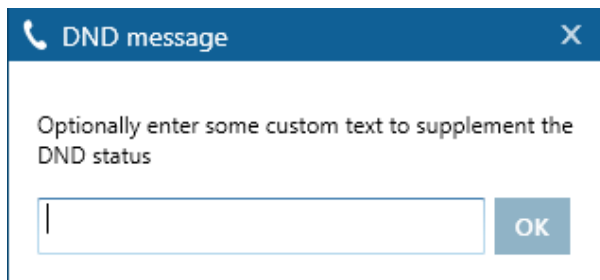 DND message
Optionally enter some custom text to supplement the
DND status
OK